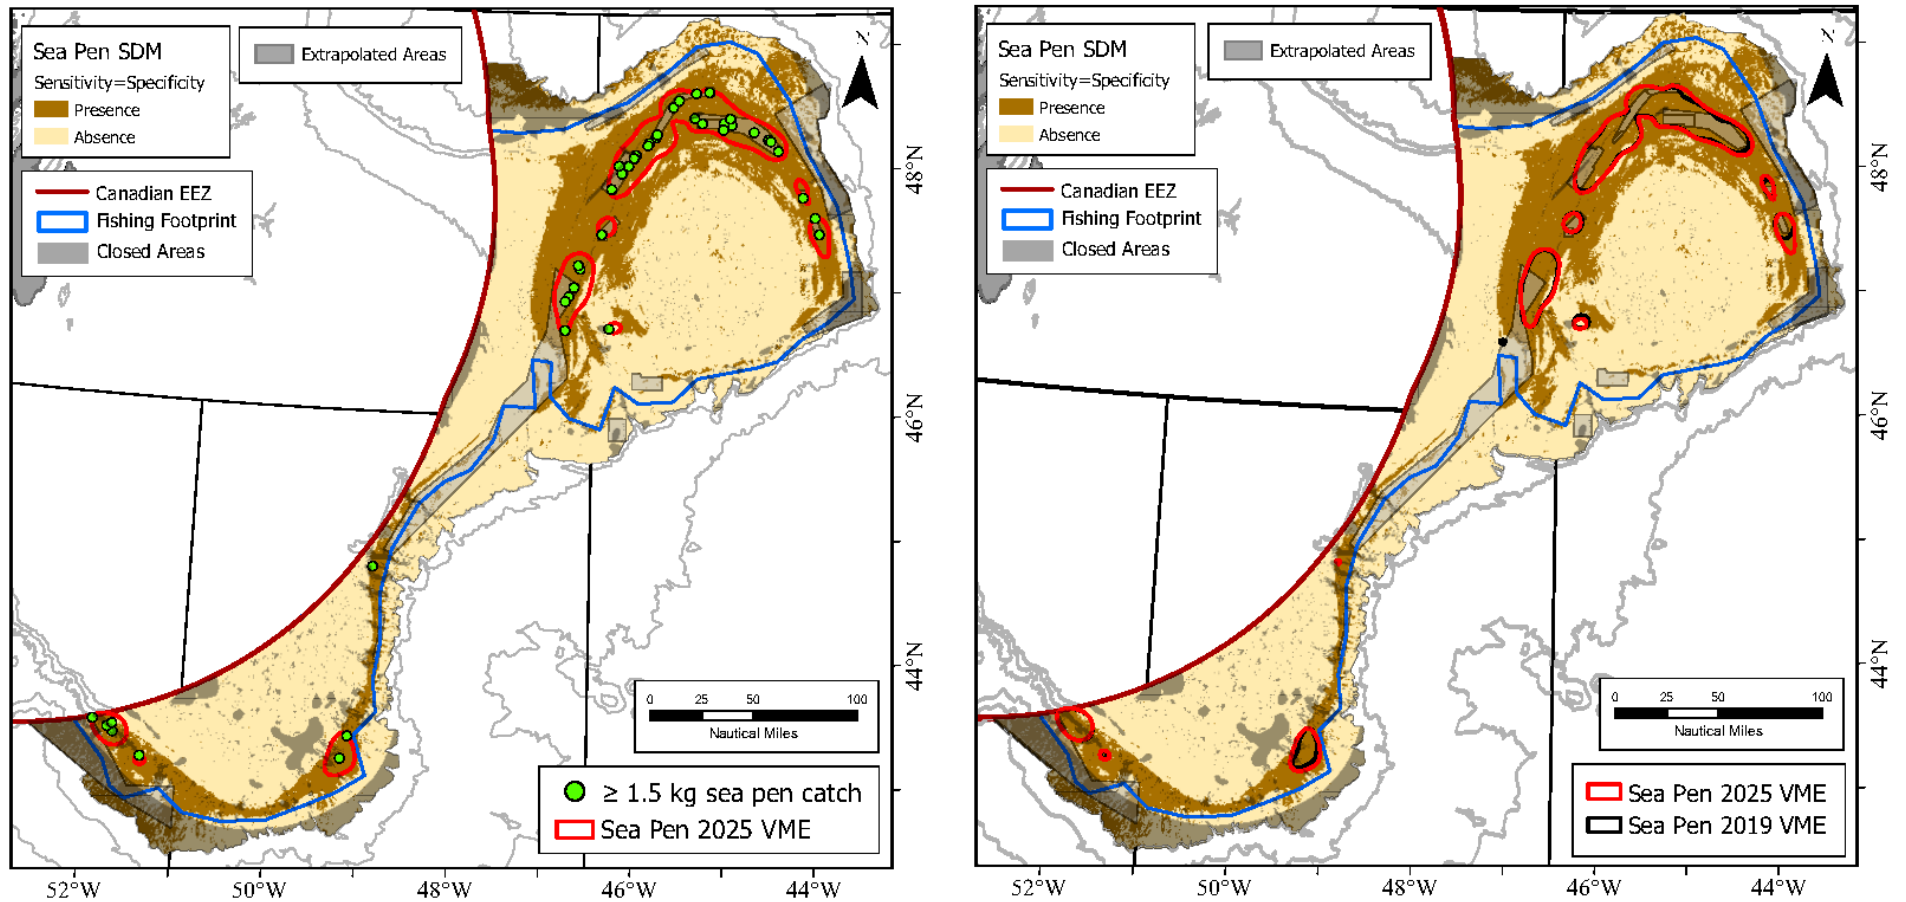 Sea Pen SDM
Sensitivity=Specificity
Presence
Absence
Extrapolated Areas
Canadian EEZ
Fishing Footprint
Closed Areas
z
48°N
46°N
44°N
0 25 50 100
Nautical Miles
≥ 1.5 kg sea pen catch
Sea Pen 2025 VME
52°W 50°W 48°W 46°W 44°W
Sea Pen SDM
Sensitivity=Specificity
Presence
Absence
Extrapolated Areas
Canadian EEZ
Fishing Footprint
Closed Areas
z
48°N
46°N
44°N
0 25 50 100
Nautical Miles
Sea Pen 2025 VME
Sea Pen 2019 VME
52°W 50°W 48°W 46°W 44°W